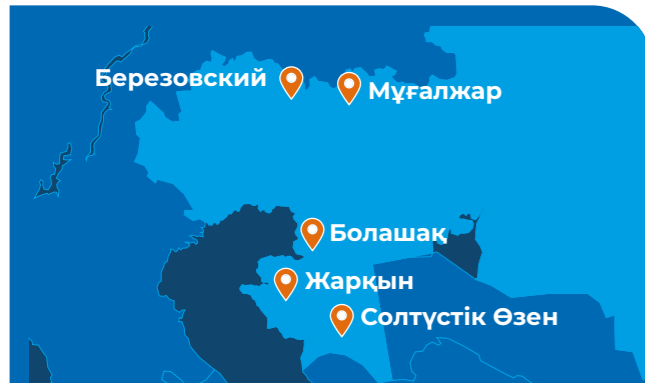 Березовский
Мұғалжар
Болашақ
Жарқын
Солтүстік Өзен